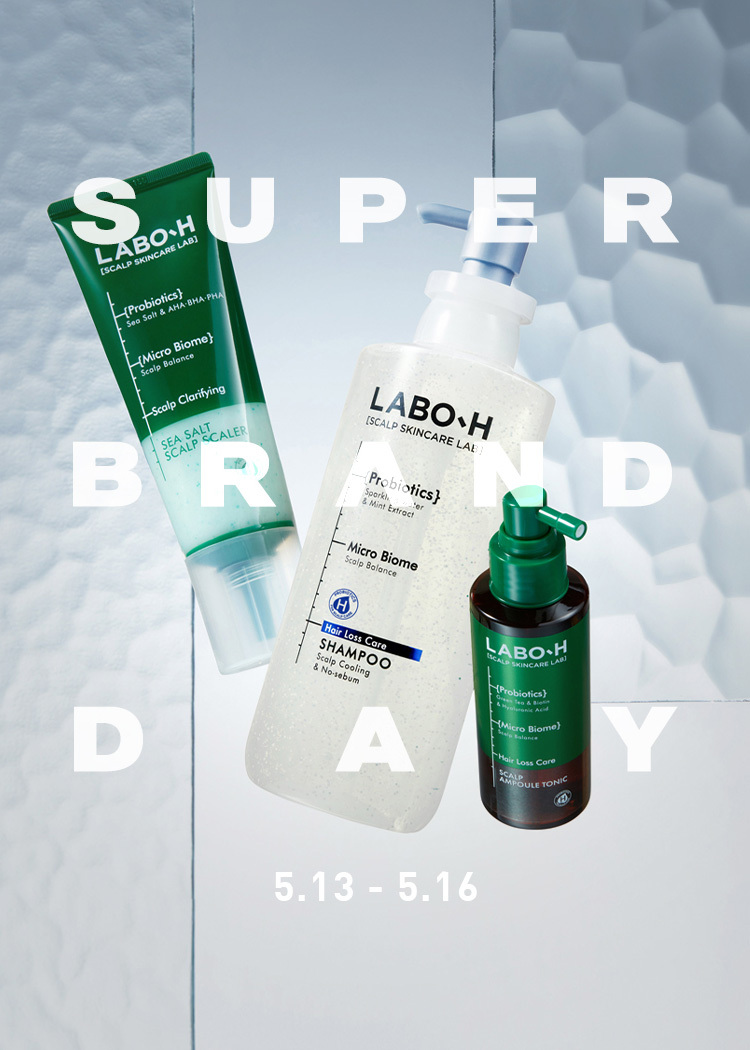 SUPER
BRAND
DAY
5.13 - 5.16
LABO-H
[SCALP SKINCARE LAB]
{Probiotics}
Sea Salt & AHA·BHA·PHA
{Micro Biome}
Scalp Balance
Scalp Clarifying
SEA SALT
SCALP SCALER
LABO-H
[SCALP SKINCARE LAB]
{Probiotics}
& Mint Extract
Micro Biome
Scalp Balance
PROBIOTICS
H
Hair Loss Care
SHAMPOO
Scalp Cooling
& No-sebum
LABO-H
[SCALP SKINCARE LAB]
{Probiotics}
Green Tea & Biotin
& Hyaluronic Acid
{Micro Biome}
Scalp Balance
Hair Loss Care
SCALP
AMPOULE TONIC
H